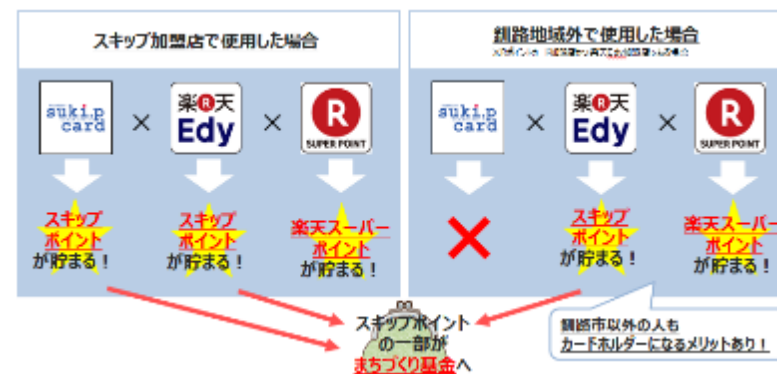 スキップ加盟店で使用した場合
suki.p
card
×
楽R天
Edy
×
R
SUPER POINT
スキップ
ポイント
が貯まる！
スキップ
ポイント
が貯まる！
楽天スーパー
ポイント
が貯まる！
釧路地域外で使用した場合
suki.p
card
×
楽R天
Edy
×
R
SUPER POINT
スキップ
ポイント
が貯まる！
楽天スーパー
ポイント
が貯まる！
スキップポイント
の一部が
まちづくり基金へ
釧路市以外の人も
カードホルダーになるメリットあり！